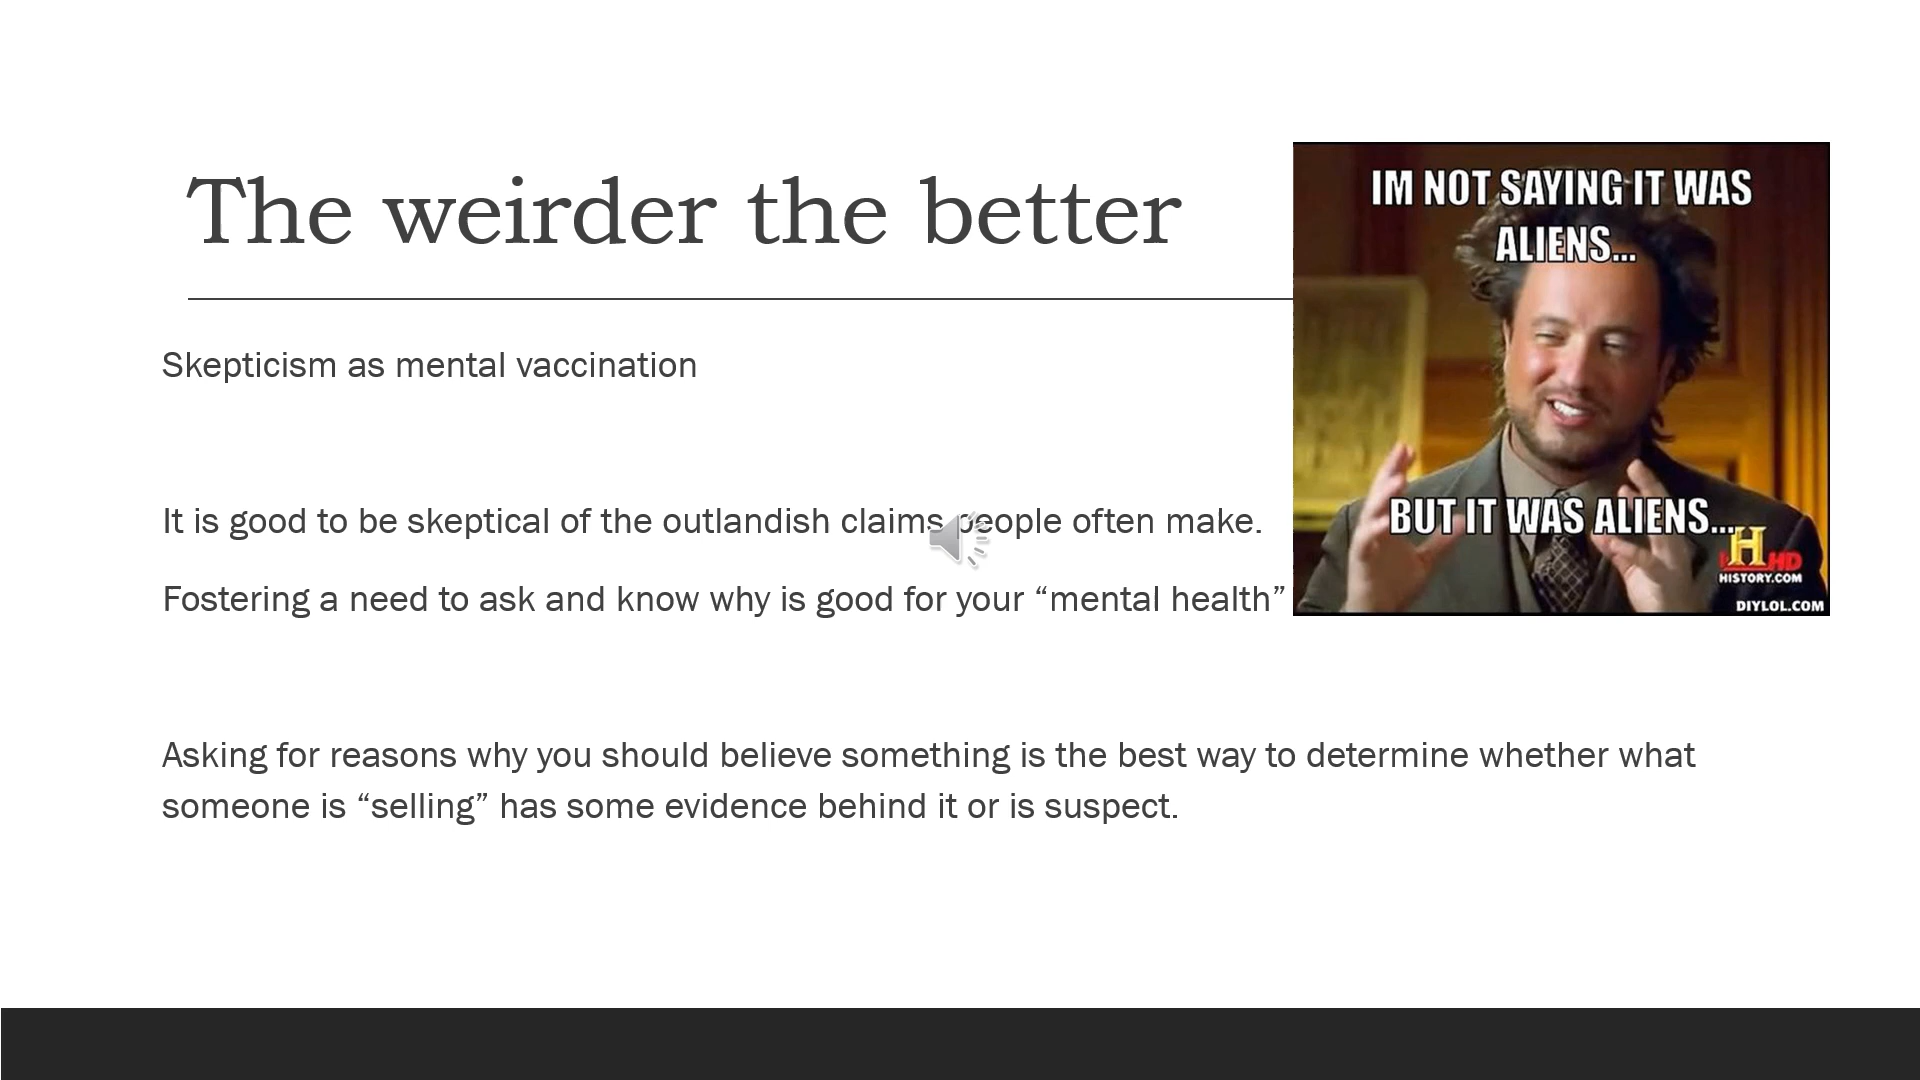 The weirder the better
IM NOT SAYING IT WAS
ALIENS...
Skepticism as mental vaccination
It is good to be skeptical of the outlandish claims people often make.
BUT IT WAS ALIENS...
H HD
HISTORY.COM
DIYLOL.COM
Fostering a need to ask and know why is good for your “mental health”
Asking for reasons why you should believe something is the best way to determine whether what
someone is “selling” has some evidence behind it or is suspect.